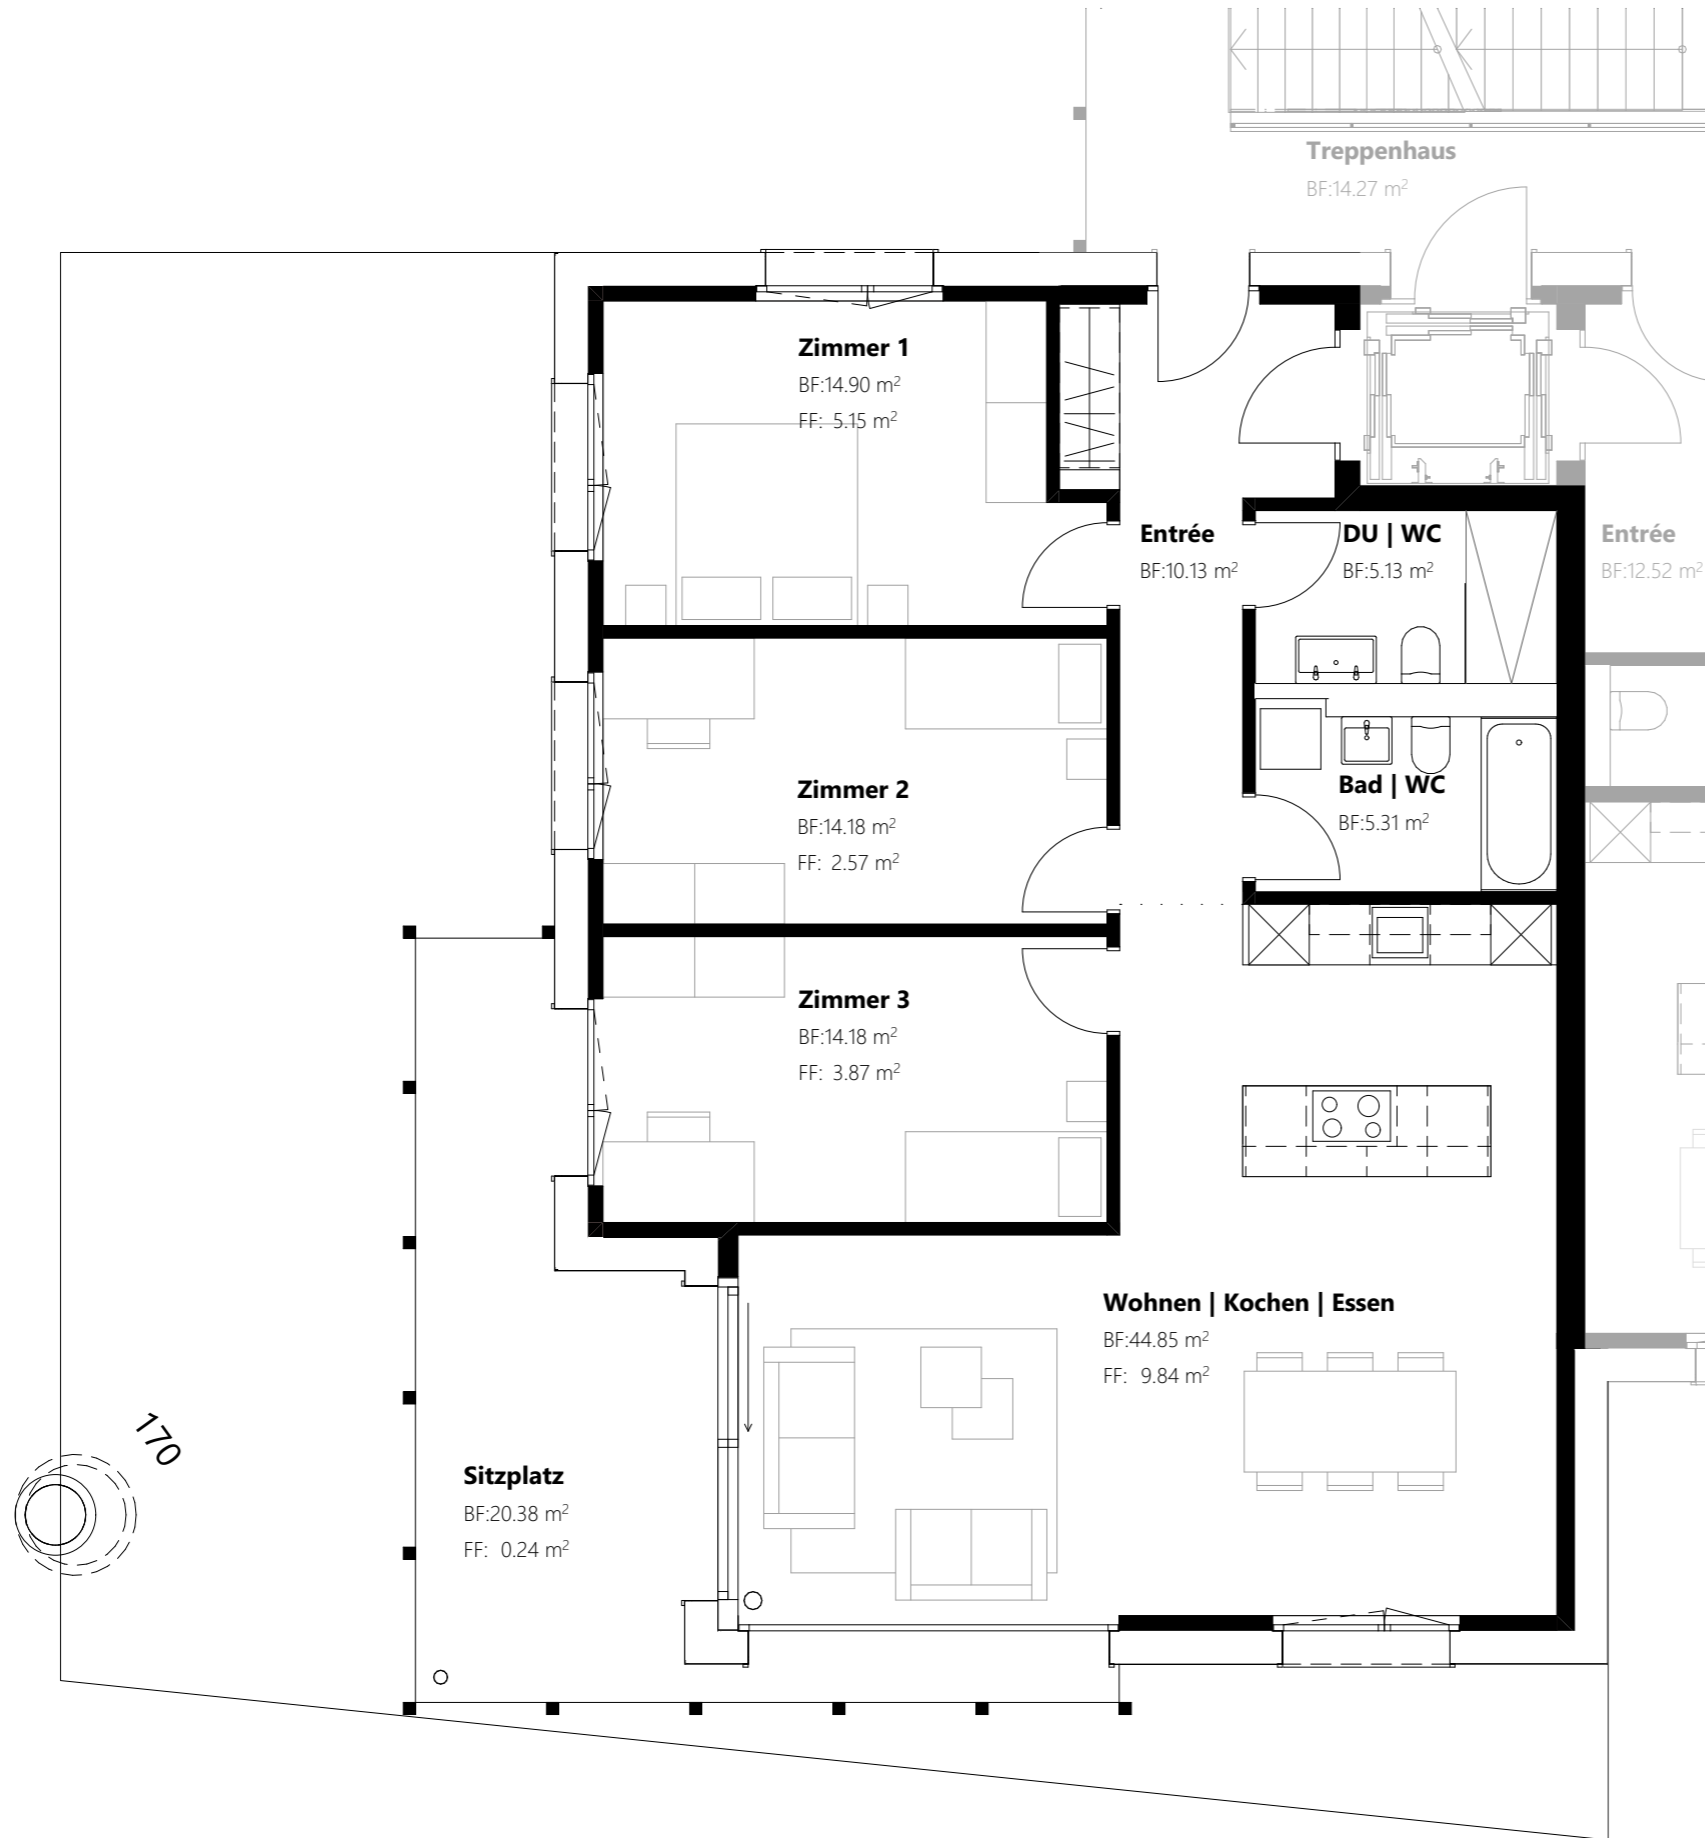 Treppenhaus
BF:14.27 m²
Zimmer 1
BF:14.90 m²
FF: 5.15 m²
Entrée
BF:10.13 m²
DU | WC
BF:5.13 m²
Entrée
BF:12.52 m²
Zimmer 2
BF:14.18 m²
FF: 2.57 m²
Bad | WC
BF:5.31 m²
Zimmer 3
BF:14.18 m²
FF: 3.87 m²
Wohnen | Kochen | Essen
BF:44.85 m²
FF: 9.84 m²
170
Sitzplatz
BF:20.38 m²
FF: 0.24 m²